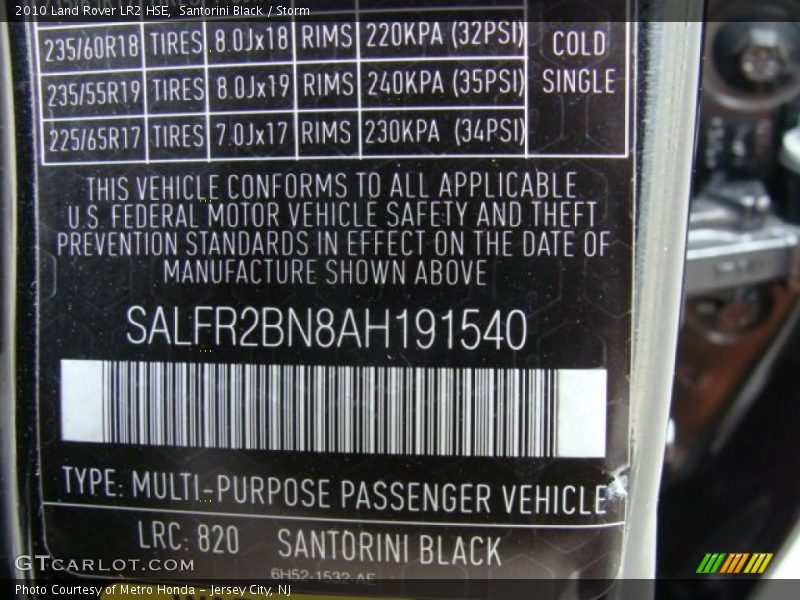 2010 Land Rover LR2 HSE, Santorini Black / Storm
235/60R18 TIRES 8.0Jx18 RIMS 220KPA (32PSI) COLD
235/55R19 TIRES 8.0Jx19 RIMS 240KPA (35PSI) SINGLE
225/65R17 TIRES 7.0Jx17 RIMS 230KPA (34PSI)
THIS VEHICLE CONFORMS TO ALL APPLICABLE
U.S. FEDERAL MOTOR VEHICLE SAFETY AND THEFT
PREVENTION STANDARDS IN EFFECT ON THE DATE OF
MANUFACTURE SHOWN ABOVE
SALFR2BN8AH191540
TYPE: MULTI-PURPOSE PASSENGER VEHICLE
LRC: 820 SANTORINI BLACK
6H52-1532-AE
GTCARLOT.COM
Photo Courtesy of Metro Honda - Jersey City, NJ